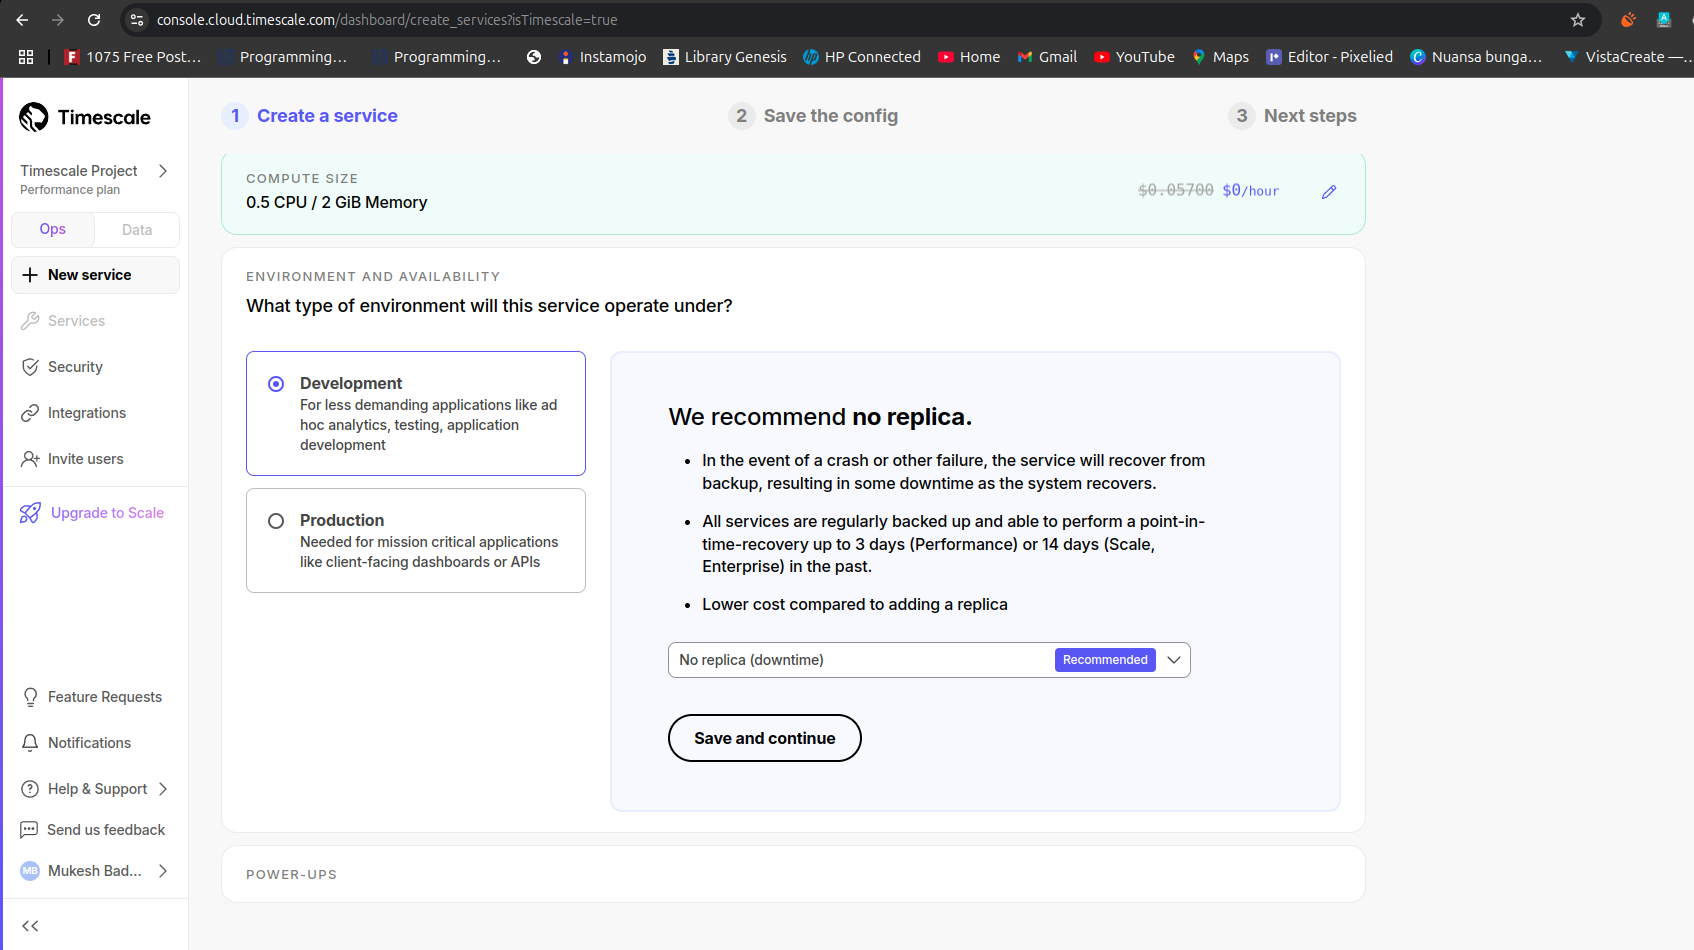 console.cloud.timescale.com/dashboard/create_services?isTimescale=true
1075 Free Post...
Programming...
Programming...
Instamojo
Library Genesis
HP Connected
Home
Gmail
YouTube
Maps
Editor - Pixelied
Nuansa bunga...
VistaCreate —...
Timescale
Timescale Project
Performance plan
Ops
Data
New service
Services
Security
Integrations
Invite users
Upgrade to Scale
Feature Requests
Notifications
Help & Support
Send us feedback
MB
Mukesh Bad...
1 Create a service
2 Save the config
3 Next steps
COMPUTE SIZE
0.5 CPU / 2 GiB Memory
$0.05700 $0/hour
ENVIRONMENT AND AVAILABILITY
What type of environment will this service operate under?
Development
For less demanding applications like ad
hoc analytics, testing, application
development
Production
Needed for mission critical applications
like client-facing dashboards or APIs
We recommend no replica.
• In the event of a crash or other failure, the service will recover from
backup, resulting in some downtime as the system recovers.
• All services are regularly backed up and able to perform a point-in-
time-recovery up to 3 days (Performance) or 14 days (Scale,
Enterprise) in the past.
• Lower cost compared to adding a replica
No replica (downtime)
Recommended
Save and continue
POWER-UPS